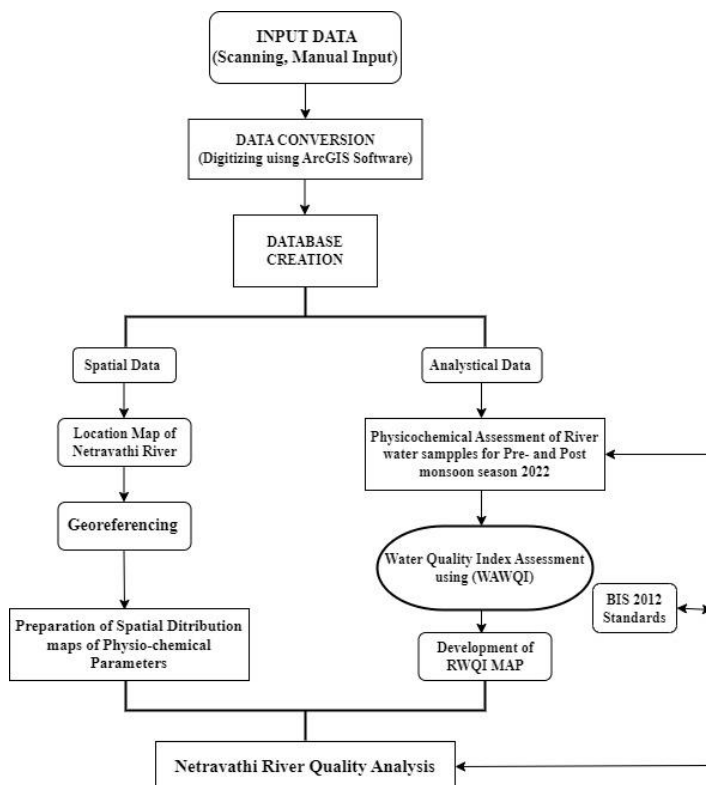 INPUT DATA
(Scanning, Manual Input)
DATA CONVERSION
(Digitizing uisng ArcGIS Software)
DATABASE
CREATION
Spatial Data
Analystical Data
Location Map of
Netravathi River
Physicochemical Assessment of River
water sampples for Pre- and Post
monsoon season 2022
Georeferencing
Water Quality Index Assessment
using (WAWQI)
BIS 2012
Standards
Preparation of Spatial Ditribution
maps of Physio-chemical
Parameters
Development of
RWQI MAP
Netravathi River Quality Analysis